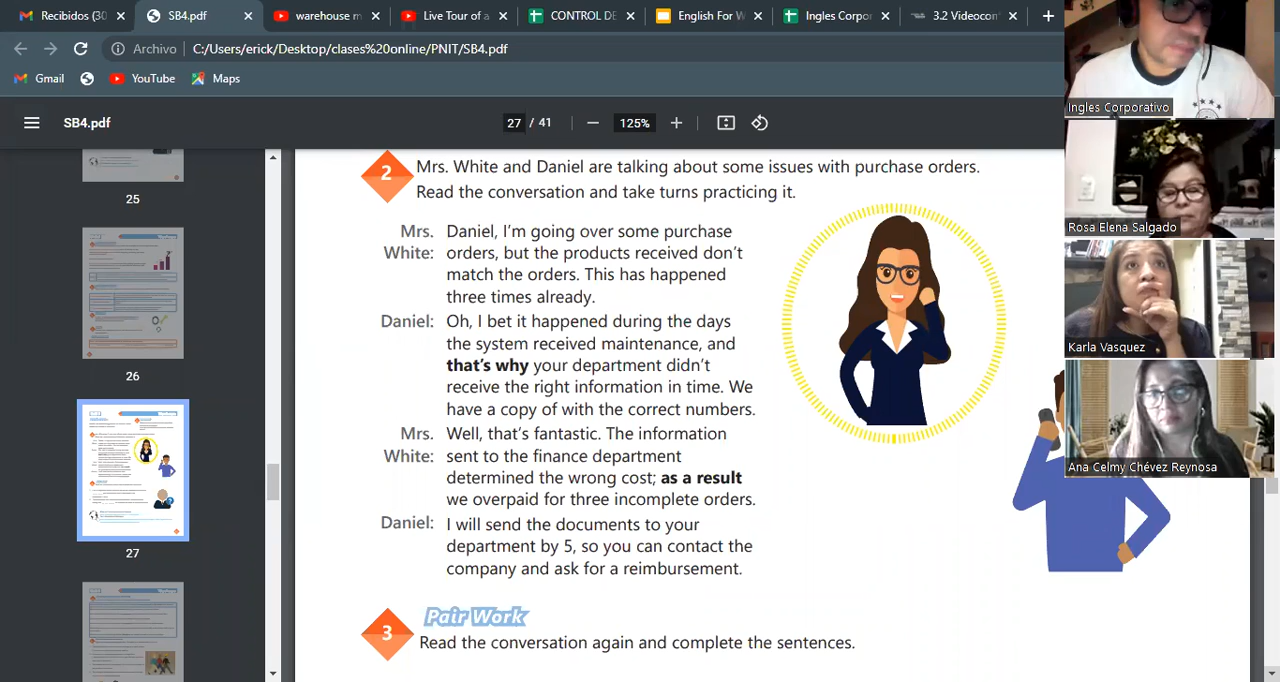 Recibidos (30
SB4.pdf
warehouse m
Live Tour of a
CONTROL DE
English For W
Ingles Corpo
3.2 Videocon
Archivo
C:/Users/erick/Desktop/clases%20online/PNIT/SB4.pdf
Gmail
YouTube
Maps
SB4.pdf
27 / 41
125%
25
26
27
2
Mrs. White and Daniel are talking about some issues with purchase orders.
Read the conversation and take turns practicing it.
Mrs. Daniel, I'm going over some purchase
White: orders, but the products received don't
match the orders. This has happened
three times already.
Daniel: Oh, I bet it happened during the days
the system received maintenance, and
that's why your department didn't
receive the right information in time. We
have a copy of with the correct numbers.
Mrs. Well, that's fantastic. The information
White: sent to the finance department
determined the wrong cost; as a result
we overpaid for three incomplete orders.
Daniel: I will send the documents to your
department by 5, so you can contact the
company and ask for a reimbursement.
3
Pair Work
Read the conversation again and complete the sentences.
Ingles Corporativo
Rosa Elena Salgado
Karla Vasquez
Ana Celmy Chévez Reynosa